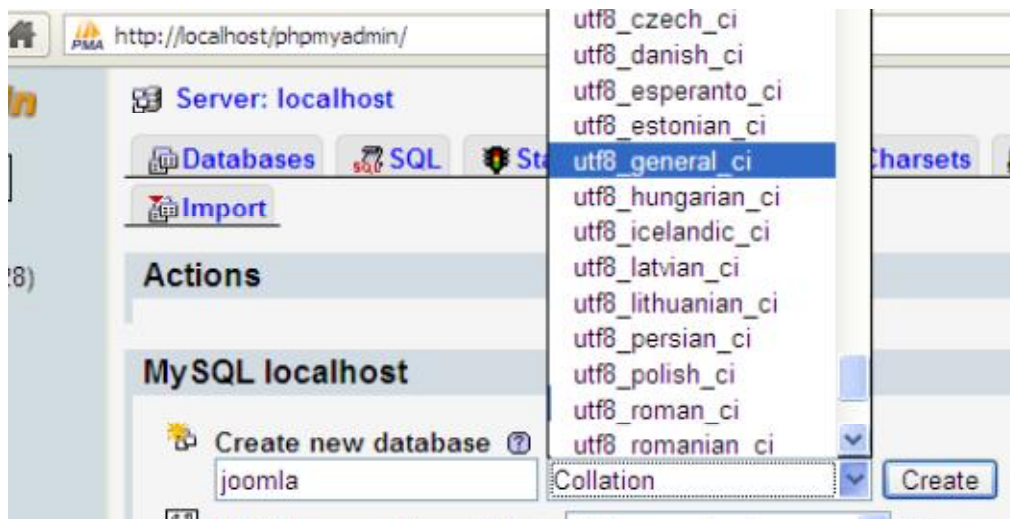 PMA http://localhost/phpmyadmin/
Server: localhost
Databases SQL Charsets
Import
Actions
MySQL localhost
Create new database
joomla Collation Create
utf8_czech_ci
utf8_danish_ci
utf8_esperanto_ci
utf8_estonian_ci
utf8_general_ci
utf8_hungarian_ci
utf8_icelandic_ci
utf8_latvian_ci
utf8_lithuanian_ci
utf8_persian_ci
utf8_polish_ci
utf8_roman_ci
utf8_romanian_ci